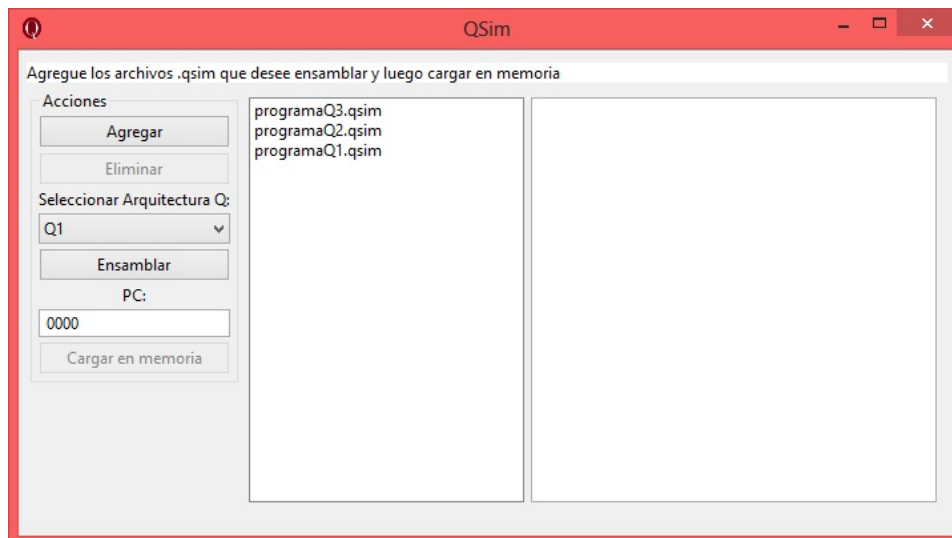 QSim
Agregue los archivos .qsim que desee ensamblar y luego cargar en memoria
Acciones
Agregar
Eliminar
Seleccionar Arquitectura Q:
Q1
Ensamblar
PC:
0000
Cargar en memoria
programaQ3.qsim
programaQ2.qsim
programaQ1.qsim